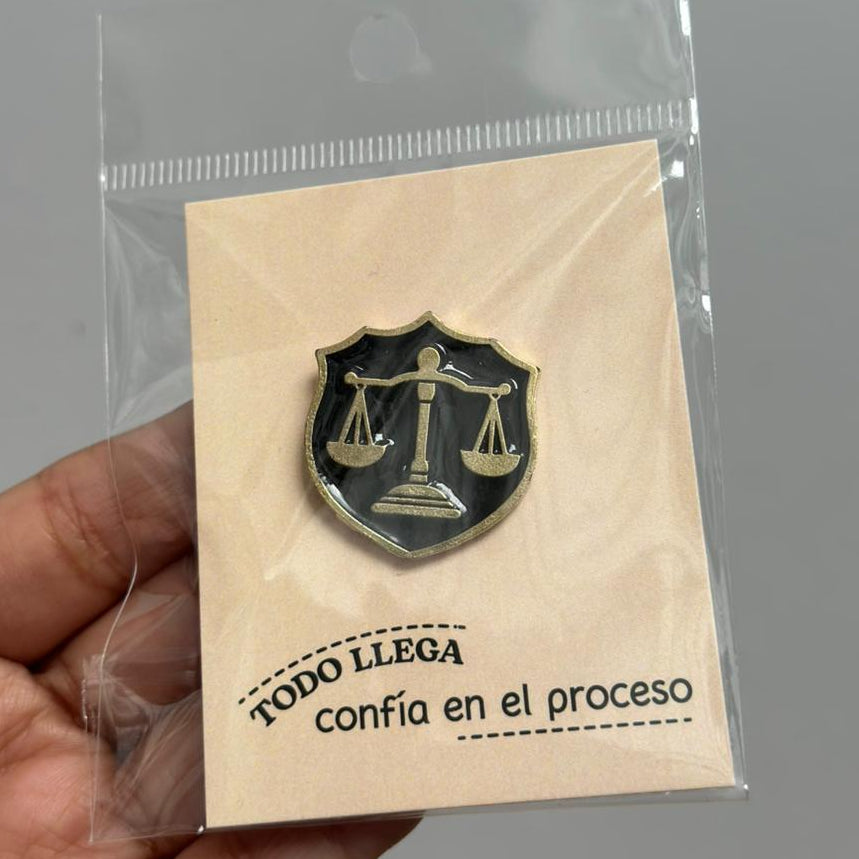 TODO LLEGA
confía en el proceso